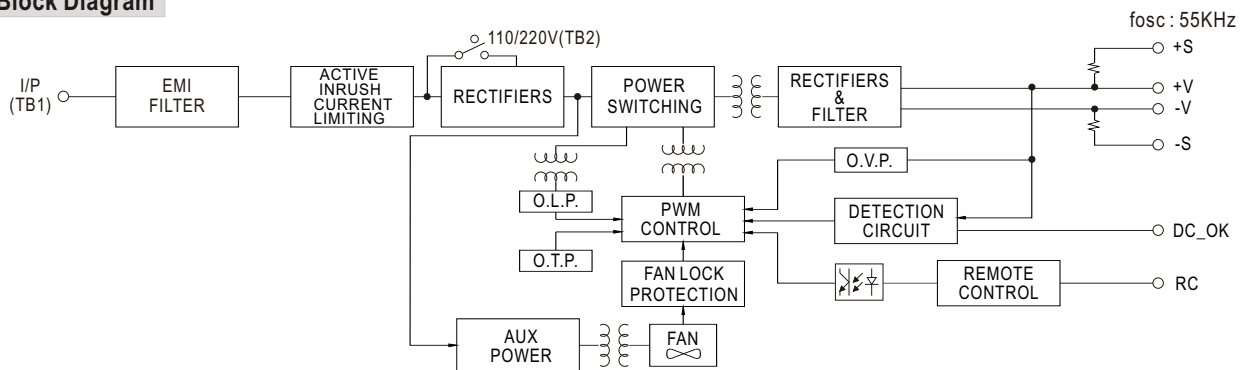 Block Diagram
fosc : 55KHz
110/220V(TB2)
I/P
(TB1)
EMI
FILTER
ACTIVE
INRUSH
CURRENT
LIMITING
RECTIFIERS
POWER
SWITCHING
RECTIFIERS
&
FILTER
+S
+V
-V
-S
O.V.P.
O.L.P.
PWM
CONTROL
DETECTION
CIRCUIT
DC_OK
O.T.P.
FAN LOCK
PROTECTION
REMOTE
CONTROL
RC
AUX
POWER
FAN